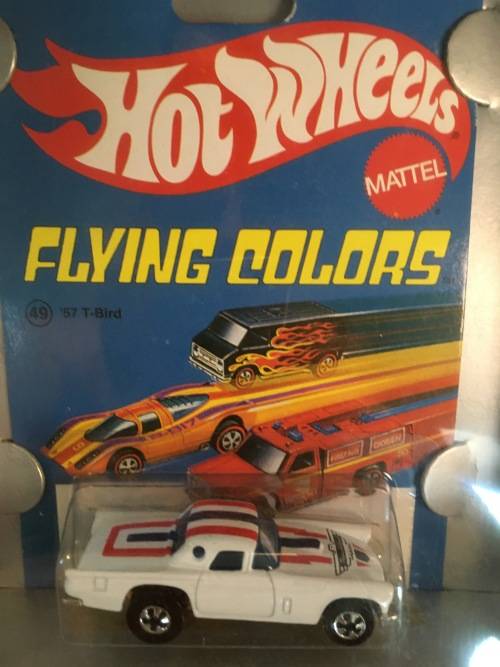 HOT WHEELS
MATTEL
FLYING COLORS
49 '57 T-Bird